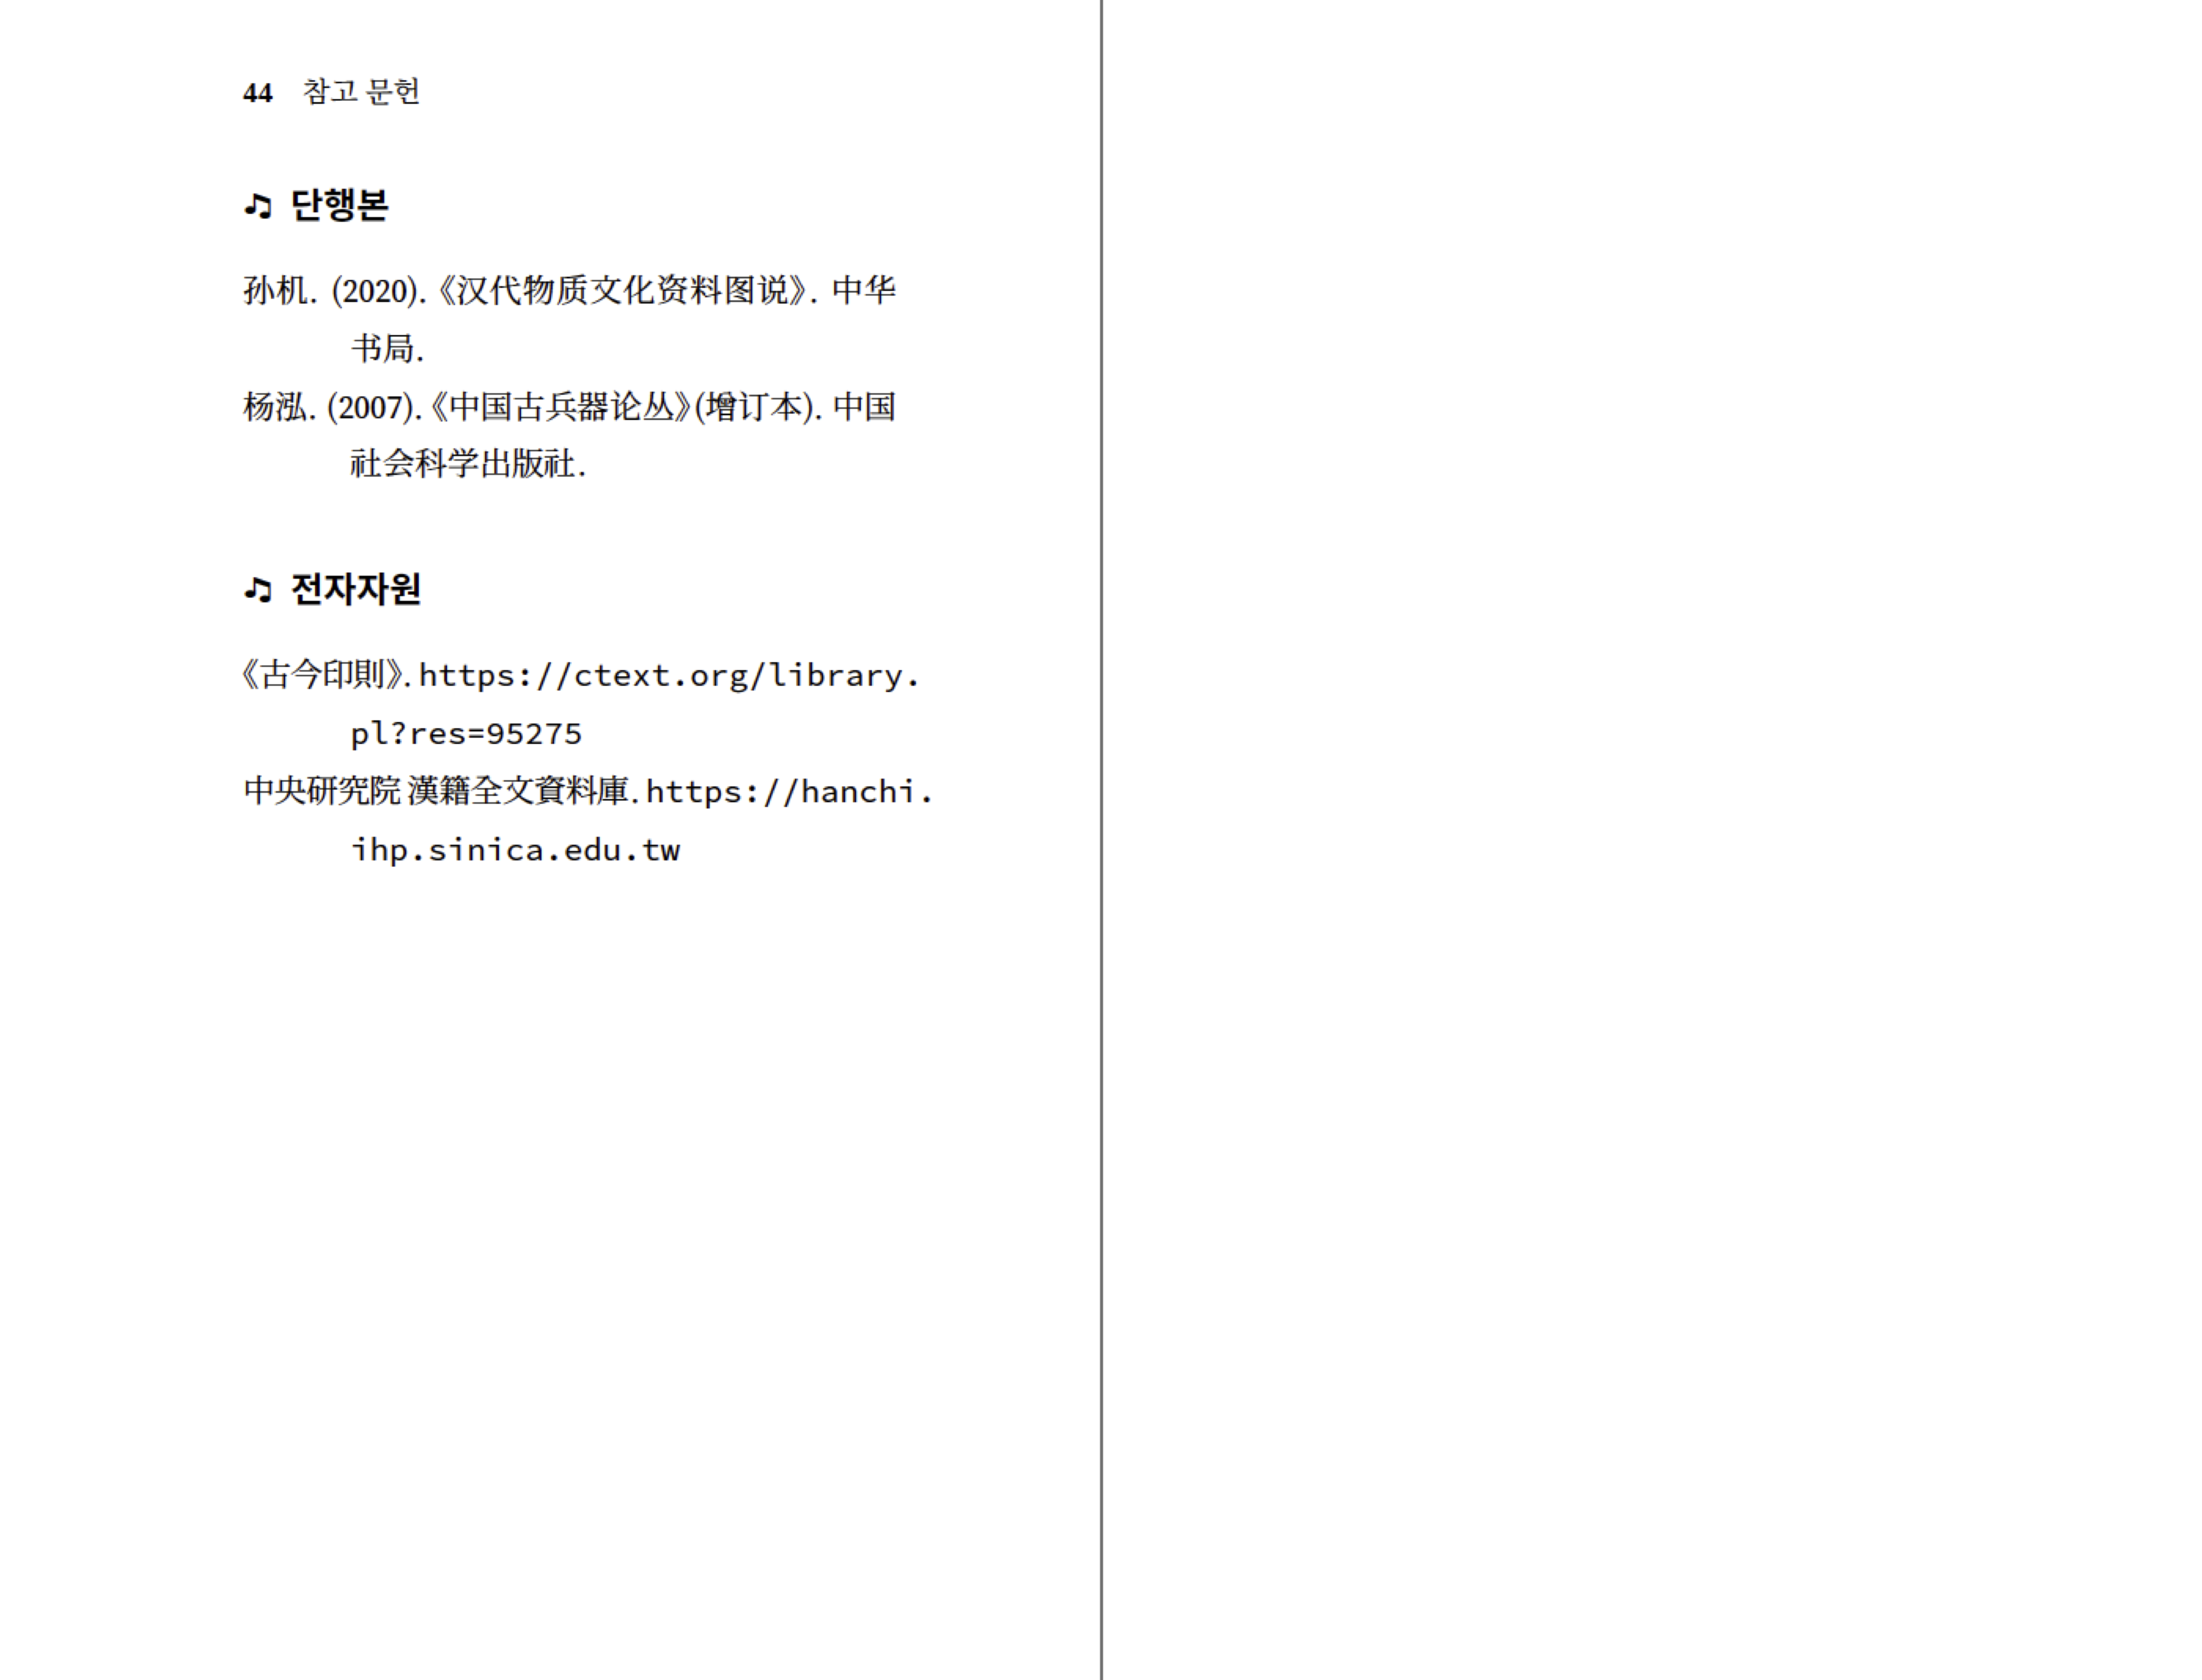 44 참고 문헌
♫ 단행본
孙机. (2020).《汉代物质文化资料图说》. 中华
书局.
杨泓. (2007).《中国古兵器论丛》(增订本). 中国
社会科学出版社.
♫ 전자자원
《古今印則》. https://ctext.org/library.
pl?res=95275
中央研究院 漢籍全文資料庫. https://hanchi.
ihp.sinica.edu.tw